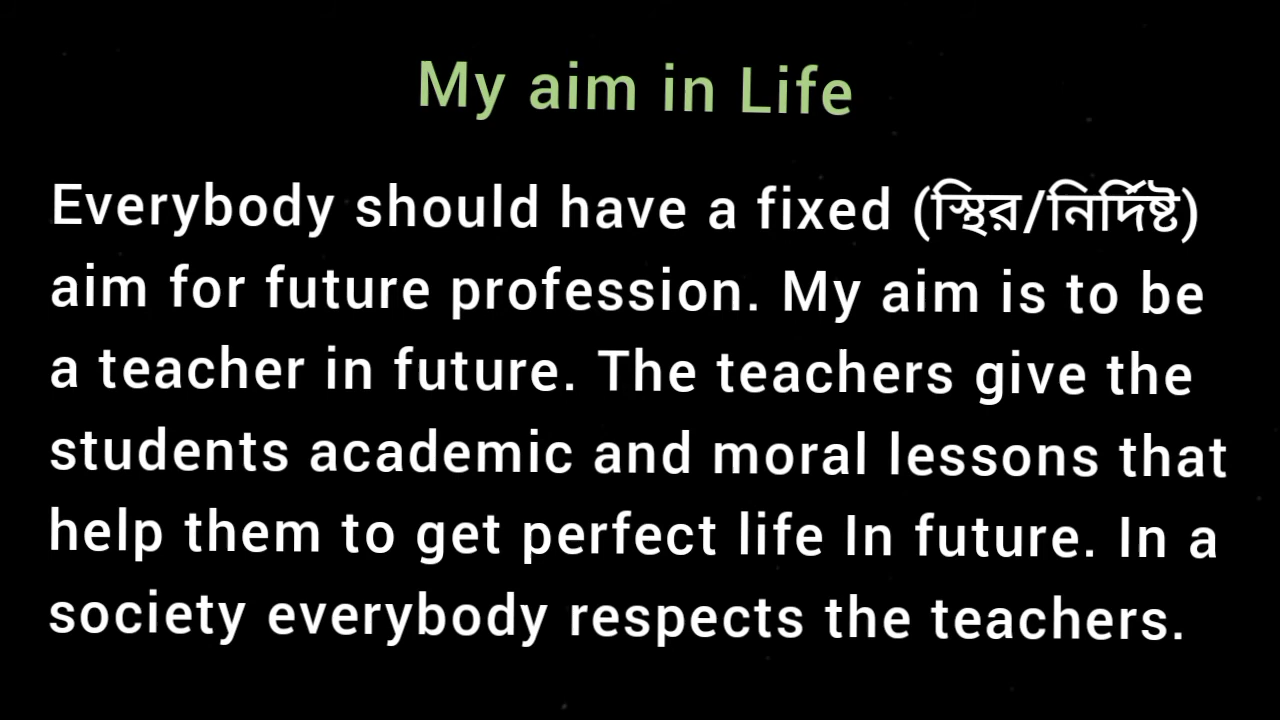 My aim in Life
Everybody should have a fixed (স্থির/নির্দিষ্ট)
aim for future profession. My aim is to be
a teacher in future. The teachers give the
students academic and moral lessons that
help them to get perfect life In future. In a
society everybody respects the teachers.